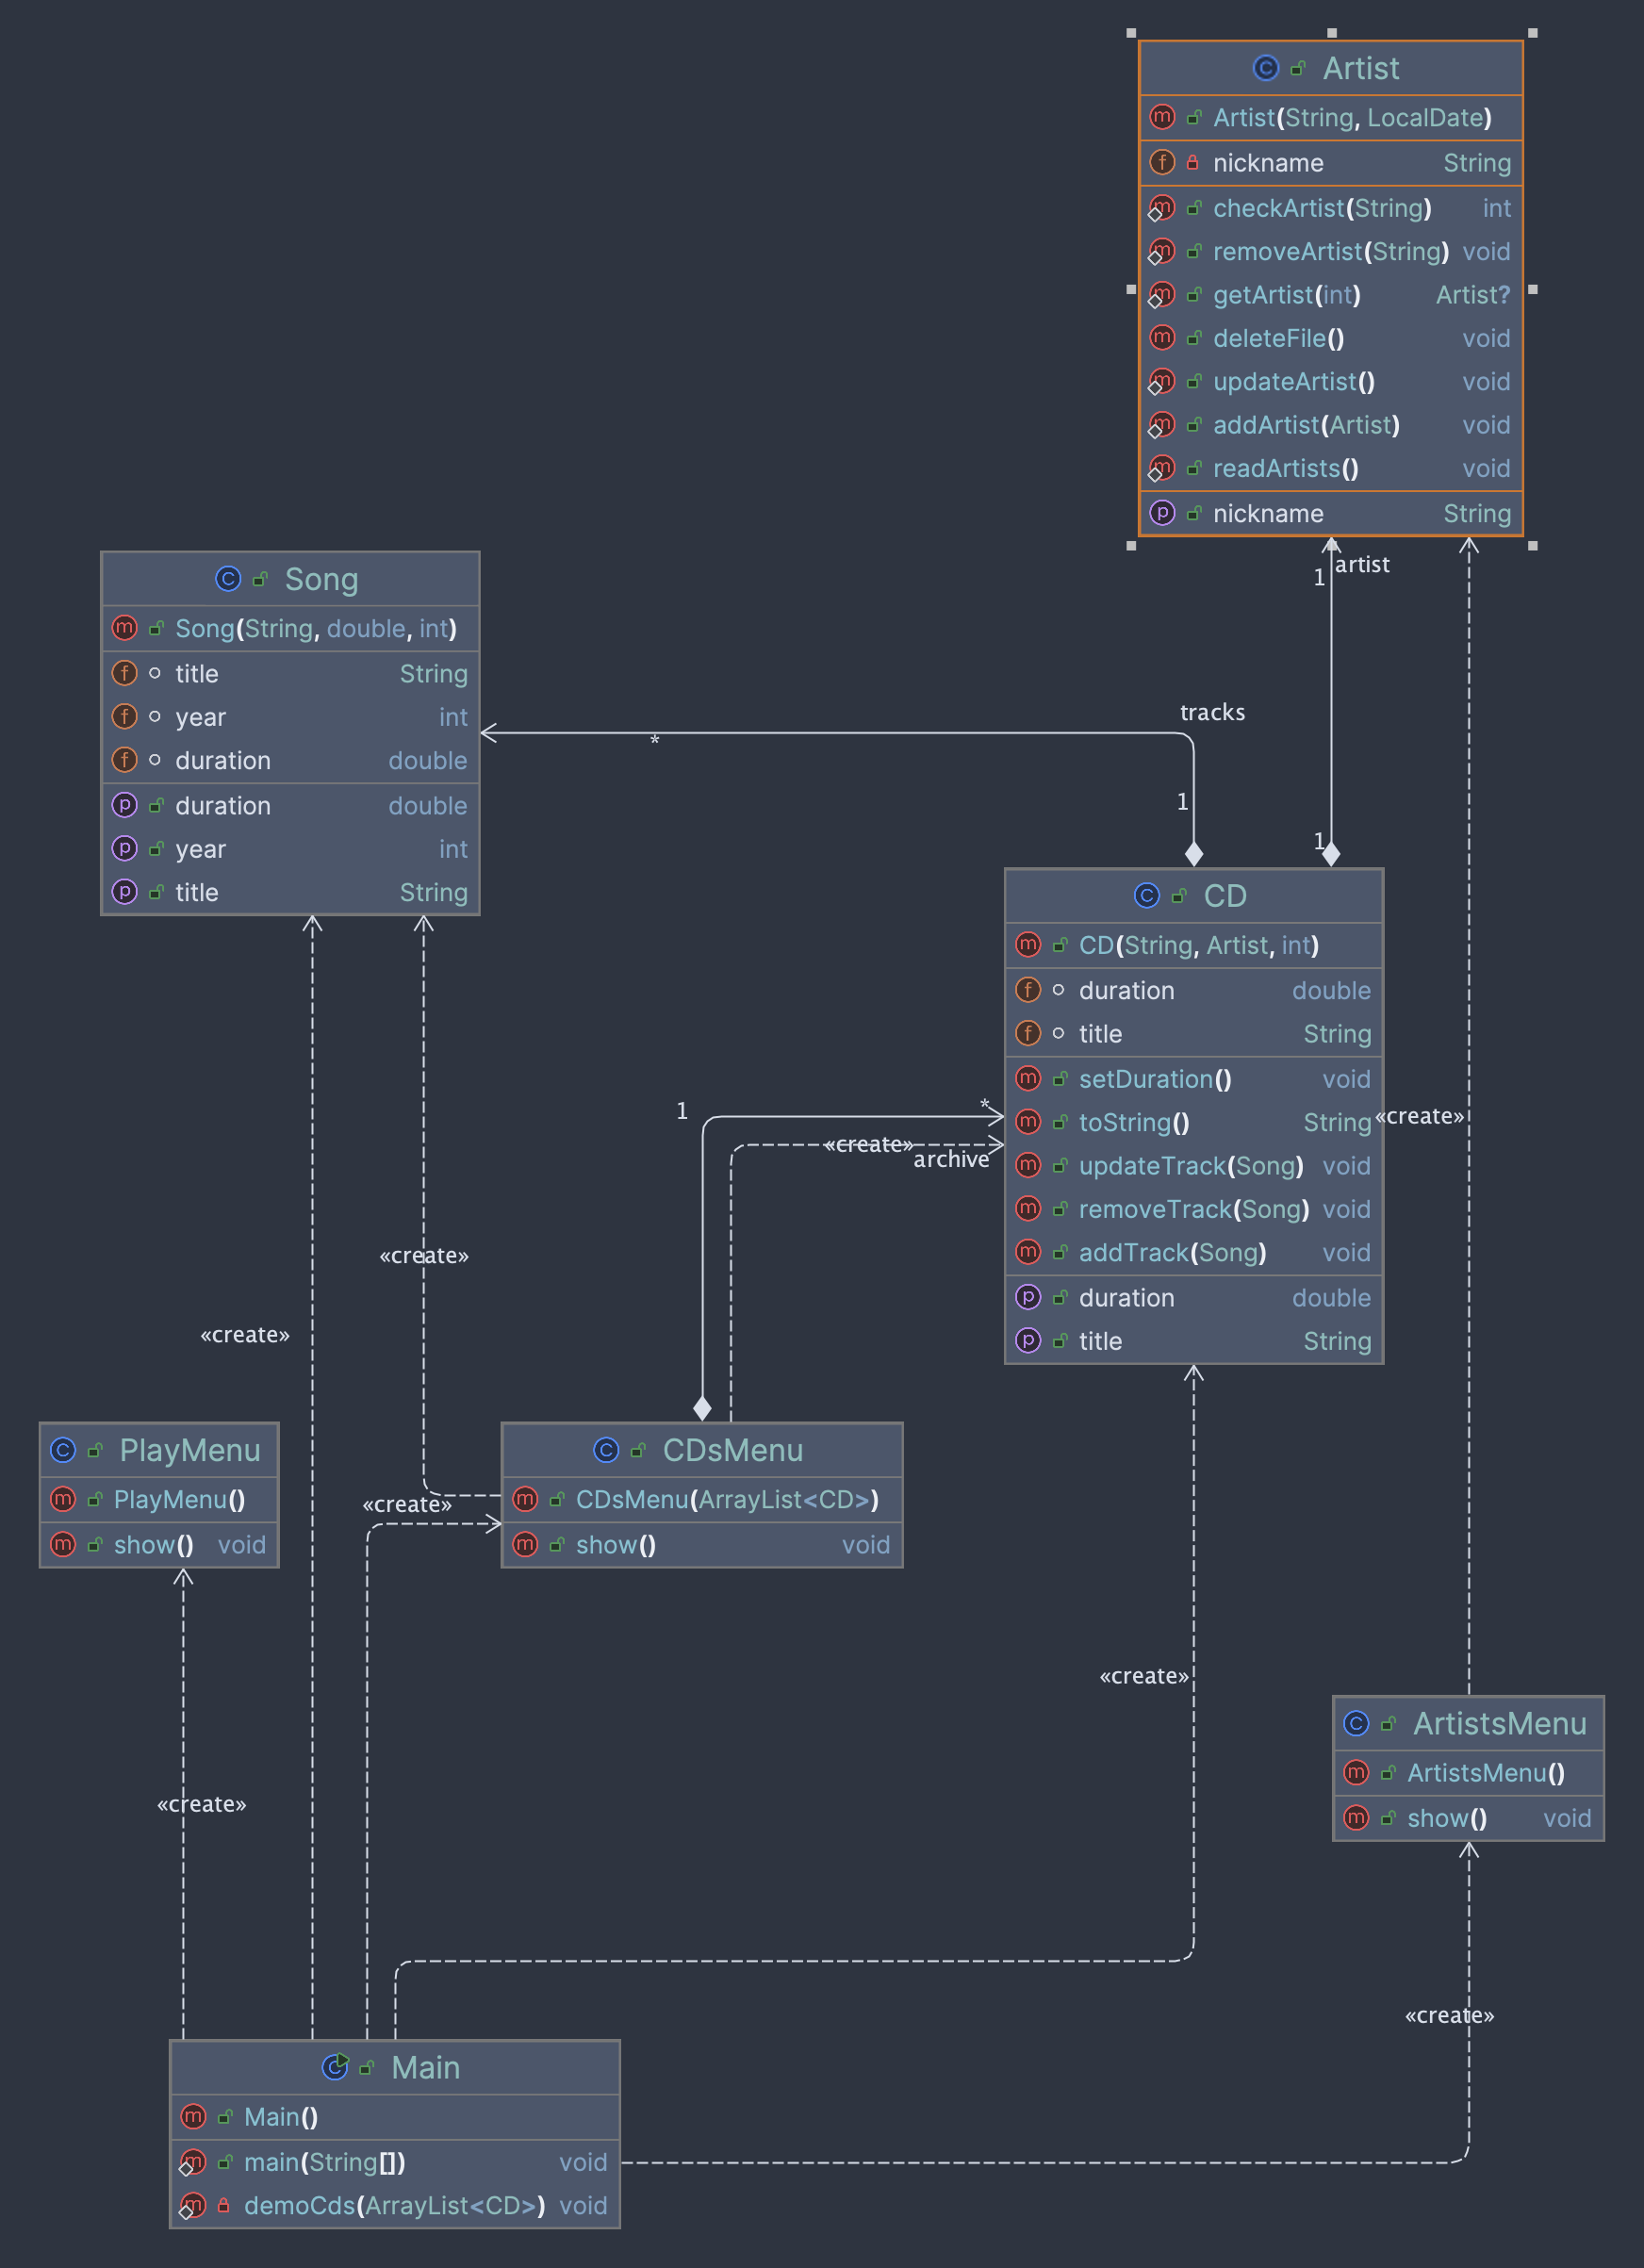 Artist
Artist(String, LocalDate)
nickname String
checkArtist(String) int
removeArtist(String) void
getArtist(int) Artist?
deleteFile() void
updateArtist() void
addArtist(Artist) void
readArtists() void
nickname String
1 artist
Song
Song(String, double, int)
title String
year int
duration double
duration double
year int
title String
tracks
*
1
1
CD
CD(String, Artist, int)
duration double
title String
setDuration() void
toString() String
updateTrack(Song) void
removeTrack(Song) void
addTrack(Song) void
duration double
title String
«create»
1
*
«create»
archive
«create»
«create»
PlayMenu
PlayMenu()
show() void
CDsMenu
CDsMenu(ArrayList<CD>)
show() void
«create»
«create»
ArtistsMenu
ArtistsMenu()
show() void
«create»
«create»
Main
Main()
main(String[]) void
demoCds(ArrayList<CD>) void